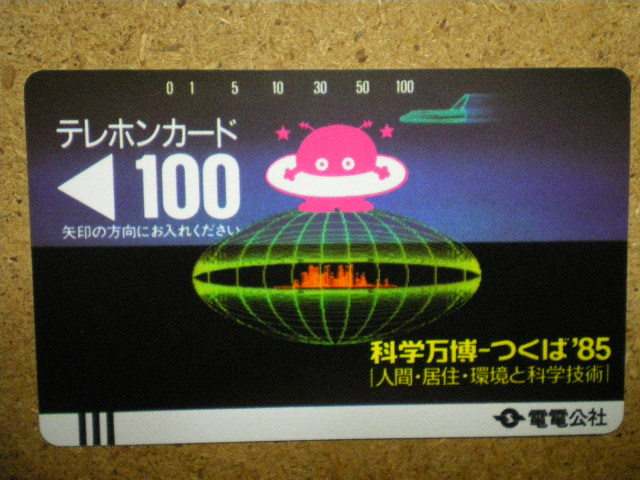 0 1 5 10 30 50 100
テレホンカード
100
矢印の方向にお入れください
科学万博-つくば'85
|人間・居住・環境と科学技術|
電電公社